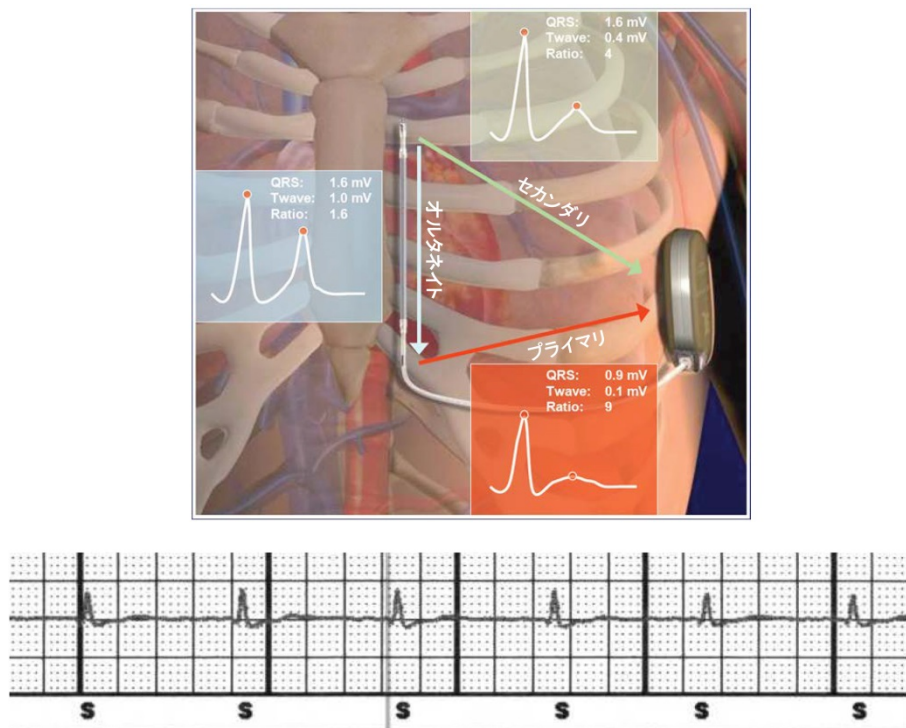 QRS: 1.6 mV
Twave: 0.4 mV
Ratio: 4
QRS: 1.6 mV
Twave: 1.0 mV
Ratio: 1.6
セカンダリ
オルタネイト
プライマリ
QRS: 0.9 mV
Twave: 0.1 mV
Ratio: 9
S S S S S S